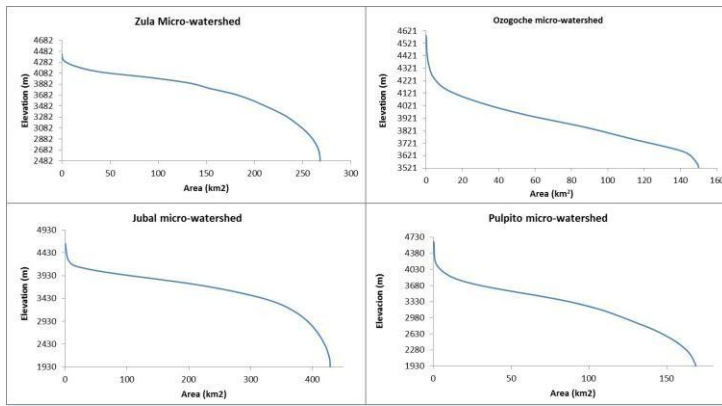 Zula Micro-watershed
Elevation (m)
4682
4482
4282
4082
3882
3682
3482
3282
3082
2882
2682
2482
0 50 100 150 200 250 300
Area (km2)
Ozogoche micro-watershed
Elevation (m)
4621
4521
4421
4321
4221
4121
4021
3921
3821
3721
3621
3521
0 20 40 60 80 100 120 140 160
Area (km²)
Jubal micro-watershed
Elevation (m)
4930
4430
3930
3430
2930
2430
1930
0 100 200 300 400
Area (km2)
Pulpito micro-watershed
Elevacion (m)
4730
4380
4030
3680
3330
2980
2630
2280
1930
0 50 100 150
Area (km2)